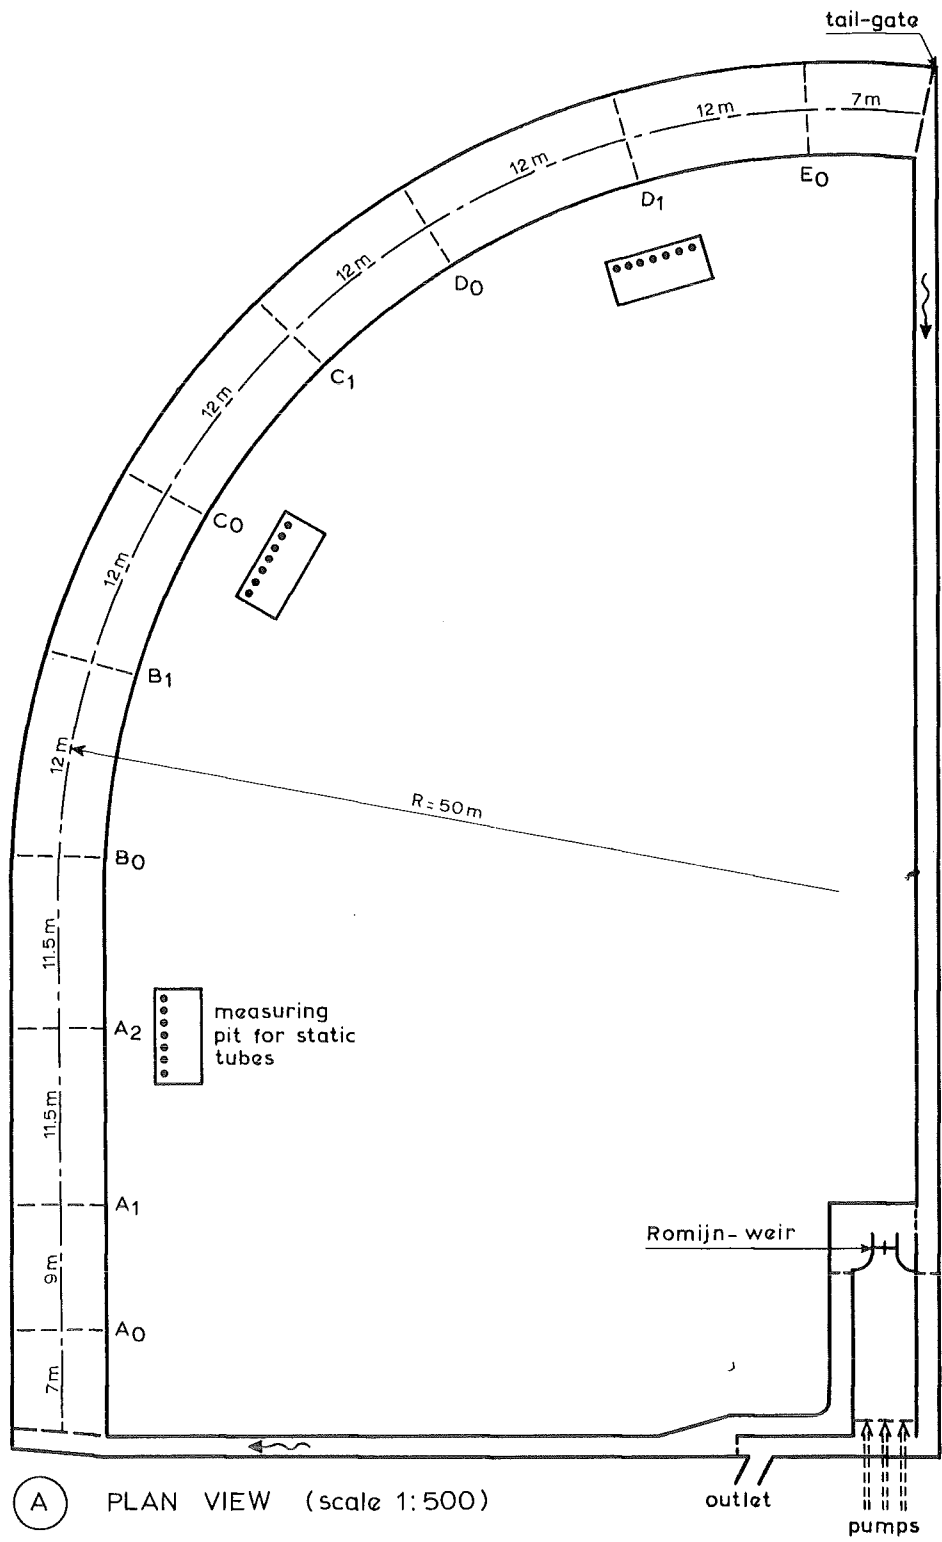 tail-gate
7m
12m
E0
12m
D1
12m
D0
C1
12m
C0
12m
B1
12m
R=50m
B0
11.5m
A2
measuring
pit for static
tubes
11.5m
A1
Romijn-weir
9m
A0
7m
A PLAN VIEW (scale 1:500)
outlet
pumps